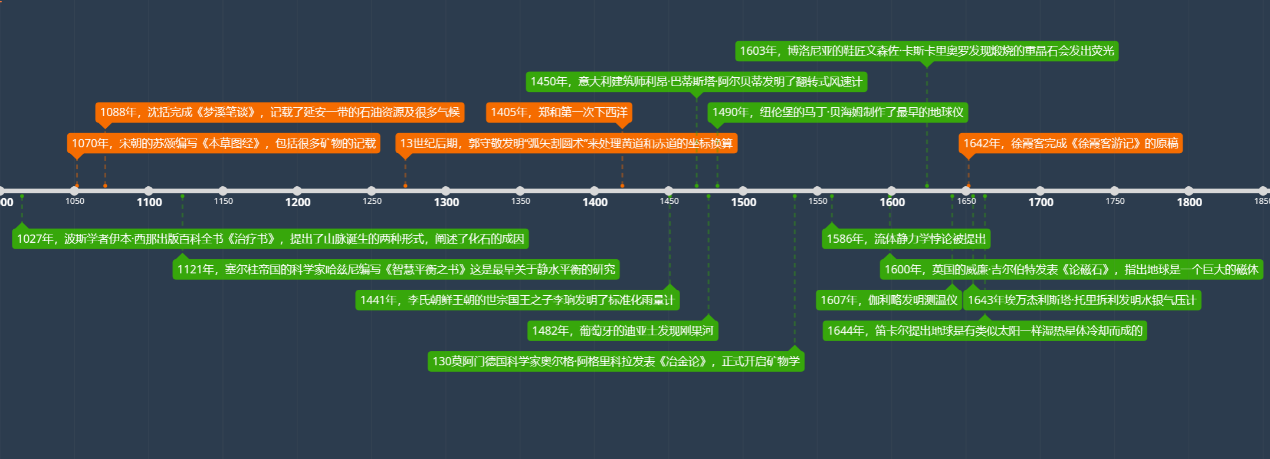 1603年，博洛尼亚的鞋匠文森佐·卡斯卡里奥罗发现煅烧的重晶石会发出荧光
1450年，意大利建筑师利昂·巴蒂斯塔·阿尔贝蒂发明了翻转式风速计
1088年，沈括完成《梦溪笔谈》，记载了延安一带的石油资源及很多气候
1405年，郑和第一次下西洋
1490年，纽伦堡的马丁·贝海姆制作了最早的地球仪
1070年，宋朝的苏颂编写《本草图经》，包括很多矿物的记载
13世纪后期，郭守敬发明“弧矢割圆术”来处理黄道和赤道的坐标换算
1642年，徐霞客完成《徐霞客游记》的原稿
00 1050 1100 1150 1200 1250 1300 1350 1400 1450 1500 1550 1600 1650 1700 1750 1800 185
1027年，波斯学者伊本·西那出版百科全书《治疗书》，提出了山脉诞生的两种形式，阐述了化石的成因
1586年，流体静力学悖论被提出
1121年，塞尔柱帝国的科学家哈兹尼编写《智慧平衡之书》这是最早关于静水平衡的研究
1600年，英国的威廉·吉尔伯特发表《论磁石》，指出地球是一个巨大的磁体
1441年，李氏朝鲜王朝的世宗国王之子李珦发明了标准化雨量计
1607年，伽利略发明测温仪
1643年埃万杰利斯塔·托里拆利发明水银气压计
1482年，葡萄牙的迪亚士发现刚果河
1644年，笛卡尔提出地球是有类似太阳一样湿热星体冷却而成的
130莫阿门德国科学家奥尔格·阿格里科拉发表《冶金论》，正式开启矿物学